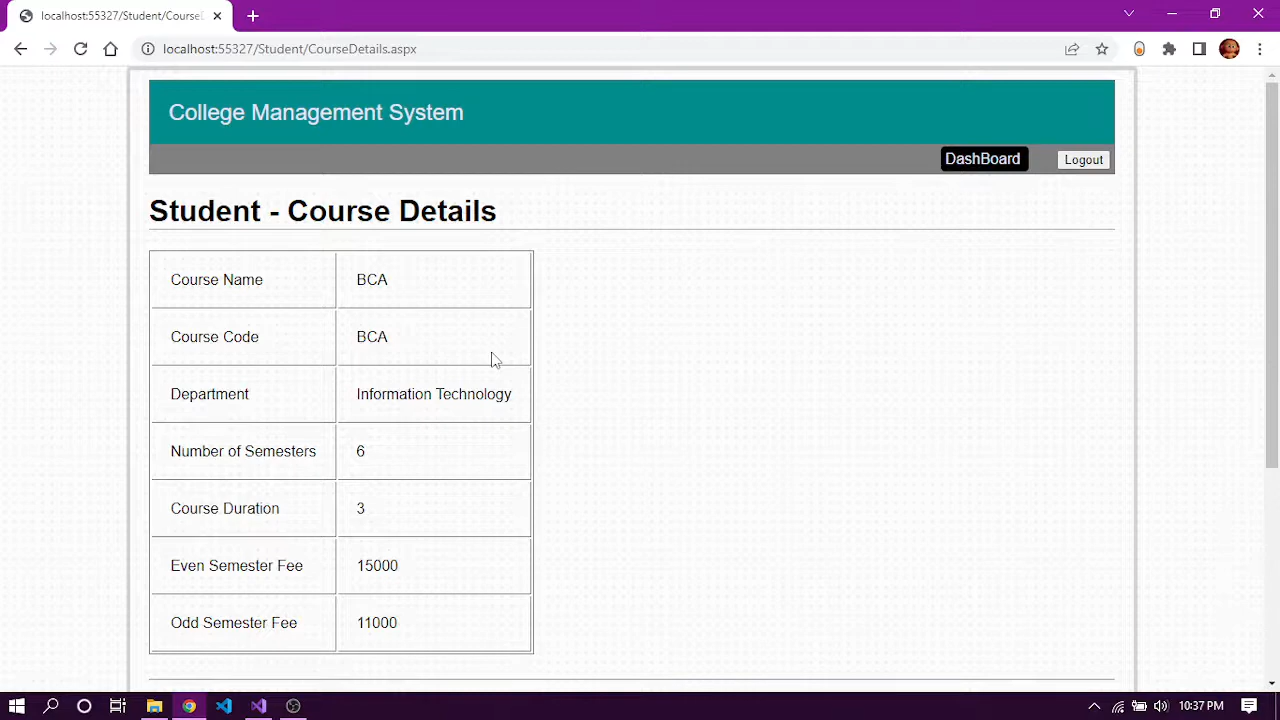 localhost:55327/Student/CourseD
localhost:55327/Student/CourseDetails.aspx
College Management System
DashBoard
Logout
Student - Course Details
Course Name BCA
Course Code BCA
Department Information Technology
Number of Semesters 6
Course Duration 3
Even Semester Fee 15000
Odd Semester Fee 11000
10:37 PM